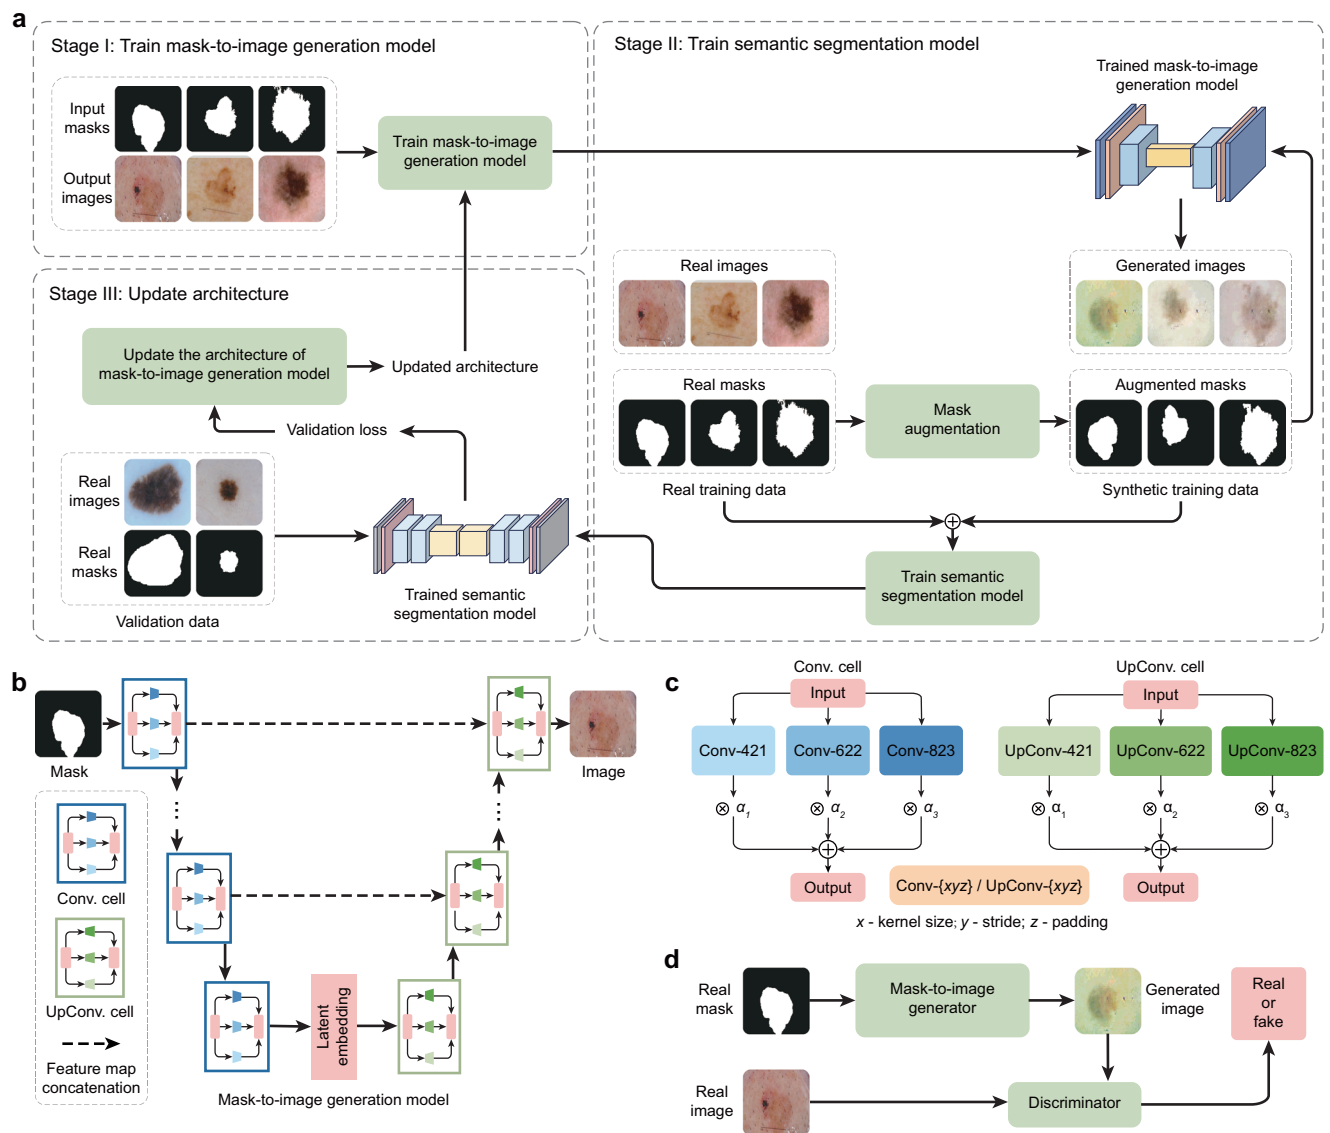 a
Stage I: Train mask-to-image generation model
Input
masks
Output
images
Train mask-to-image
generation model
Stage II: Train semantic segmentation model
Trained mask-to-image
generation model
Real images
Generated images
Real masks
Mask
augmentation
Augmented masks
Real training data
Synthetic training data
Train semantic
segmentation model
Stage III: Update architecture
Update the architecture of
mask-to-image generation model
Updated architecture
Validation loss
Real
images
Real
masks
Validation data
Trained semantic
segmentation model
b
Mask
Image
Conv. cell
UpConv. cell
Feature map
concatenation
Latent
embedding
Mask-to-image generation model
c
Conv. cell
Input
Conv-421
Conv-622
Conv-823
⊗ α1
⊗ α2
⊗ α3
Output
UpConv. cell
Input
UpConv-421
UpConv-622
UpConv-823
⊗ α1
⊗ α2
⊗ α3
Output
Conv-{xyz} / UpConv-{xyz}
x - kernel size; y - stride; z - padding
d
Real
mask
Mask-to-image
generator
Generated
image
Real
or
fake
Real
image
Discriminator